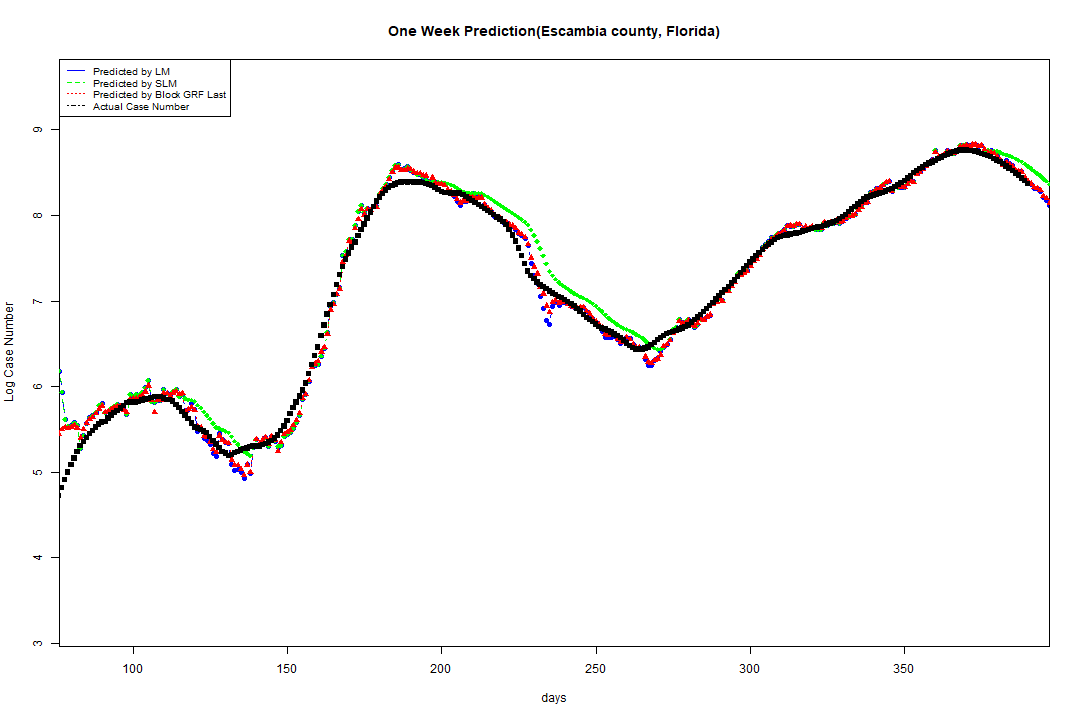 One Week Prediction(Escambia county, Florida)
Predicted by LM
Predicted by SLM
Predicted by Block GRF Last
Actual Case Number
Log Case Number
9
8
7
6
5
4
3
100 150 200 250 300 350
days